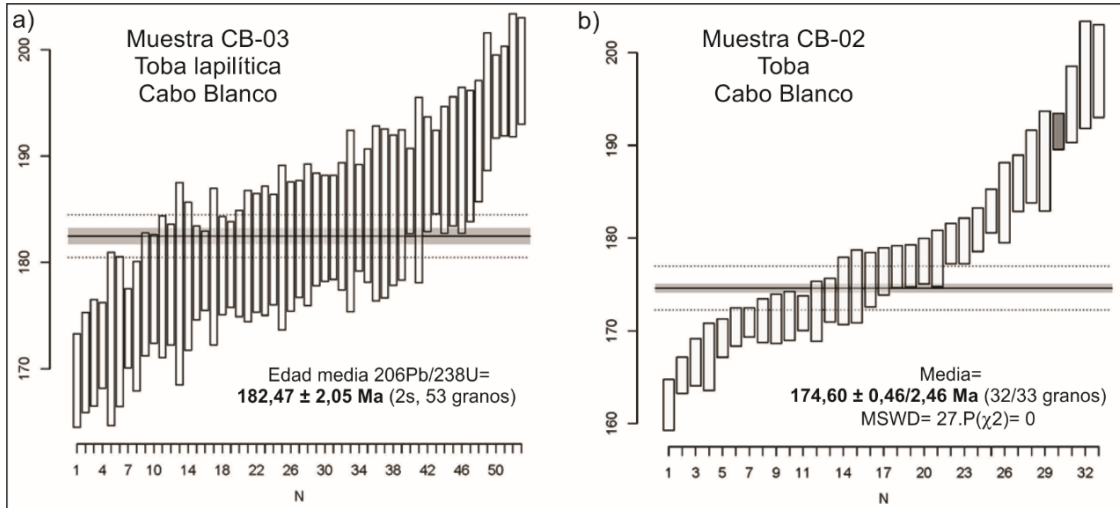 a)
Muestra CB-03
Toba lapilítica
Cabo Blanco
200
190
180
170
Edad media 206Pb/238U=
182,47 ± 2,05 Ma (2s, 53 granos)
1 4 7 10 14 18 22 26 30 34 38 42 46 50
N
b)
Muestra CB-02
Toba
Cabo Blanco
200
190
180
170
160
Media=
174,60 ± 0,46/2,46 Ma (32/33 granos)
MSWD= 27.P(χ2)= 0
1 3 5 7 9 11 14 17 20 23 26 29 32
N